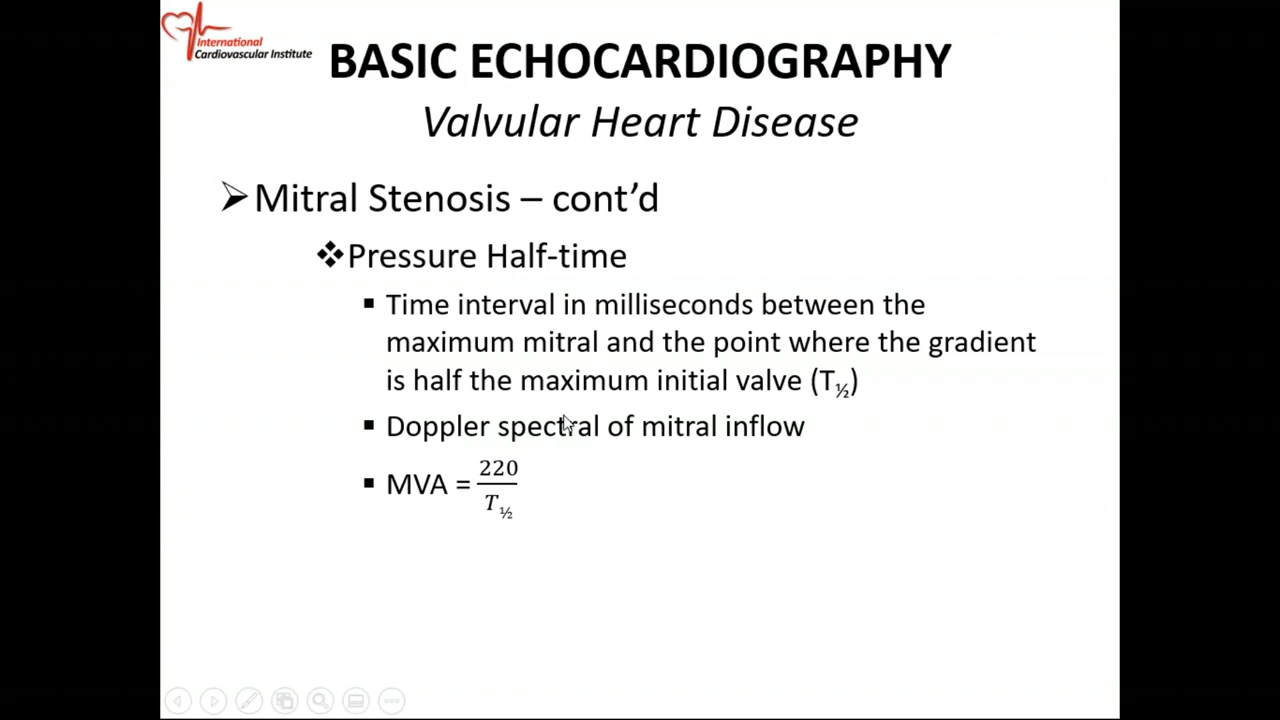 International
Cardiovascular Institute
BASIC ECHOCARDIOGRAPHY
Valvular Heart Disease
➢Mitral Stenosis – cont’d
❖Pressure Half-time
▪ Time interval in milliseconds between the
maximum mitral and the point where the gradient
is half the maximum initial valve (T½)
▪ Doppler spectral of mitral inflow
▪ MVA = 220/T½